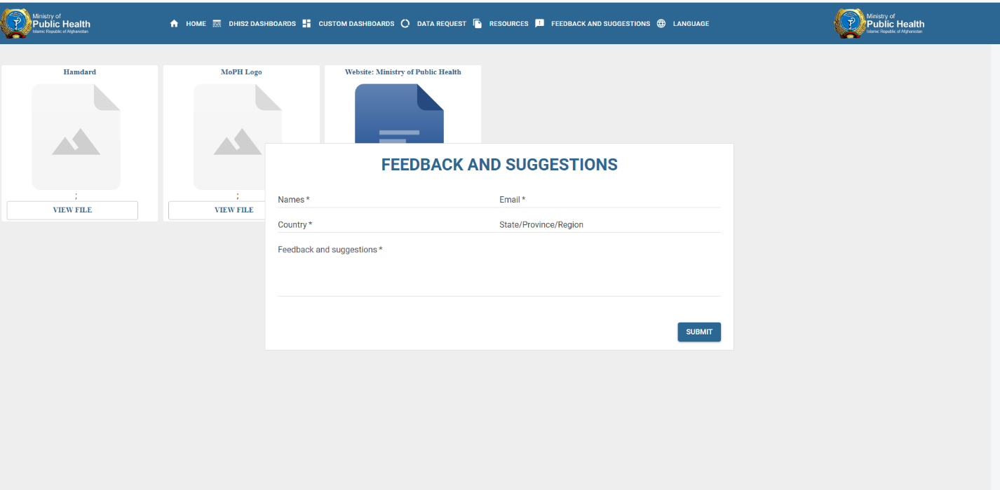 Ministry of
Public Health
Islamic Republic of Afghanistan
HOME
DHIS2 DASHBOARDS
CUSTOM DASHBOARDS
DATA REQUEST
RESOURCES
FEEDBACK AND SUGGESTIONS
LANGUAGE
Ministry of
Public Health
Islamic Republic of Afghanistan
Hamdard
;
VIEW FILE
MoPH Logo
;
VIEW FILE
Website: Ministry of Public Health
FEEDBACK AND SUGGESTIONS
Names *
Email *
Country *
State/Province/Region
Feedback and suggestions *
SUBMIT